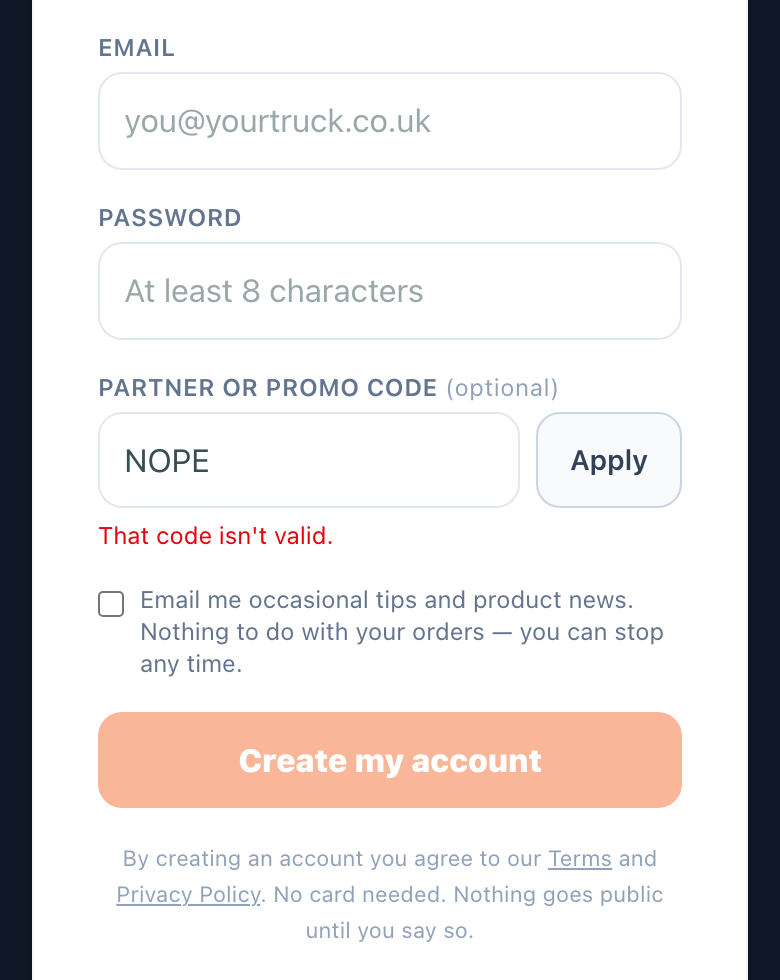 EMAIL
you@yourtruck.co.uk
PASSWORD
At least 8 characters
PARTNER OR PROMO CODE (optional)
NOPE
Apply
That code isn't valid.
Email me occasional tips and product news.
Nothing to do with your orders — you can stop
any time.
Create my account
By creating an account you agree to our Terms and
Privacy Policy. No card needed. Nothing goes public
until you say so.